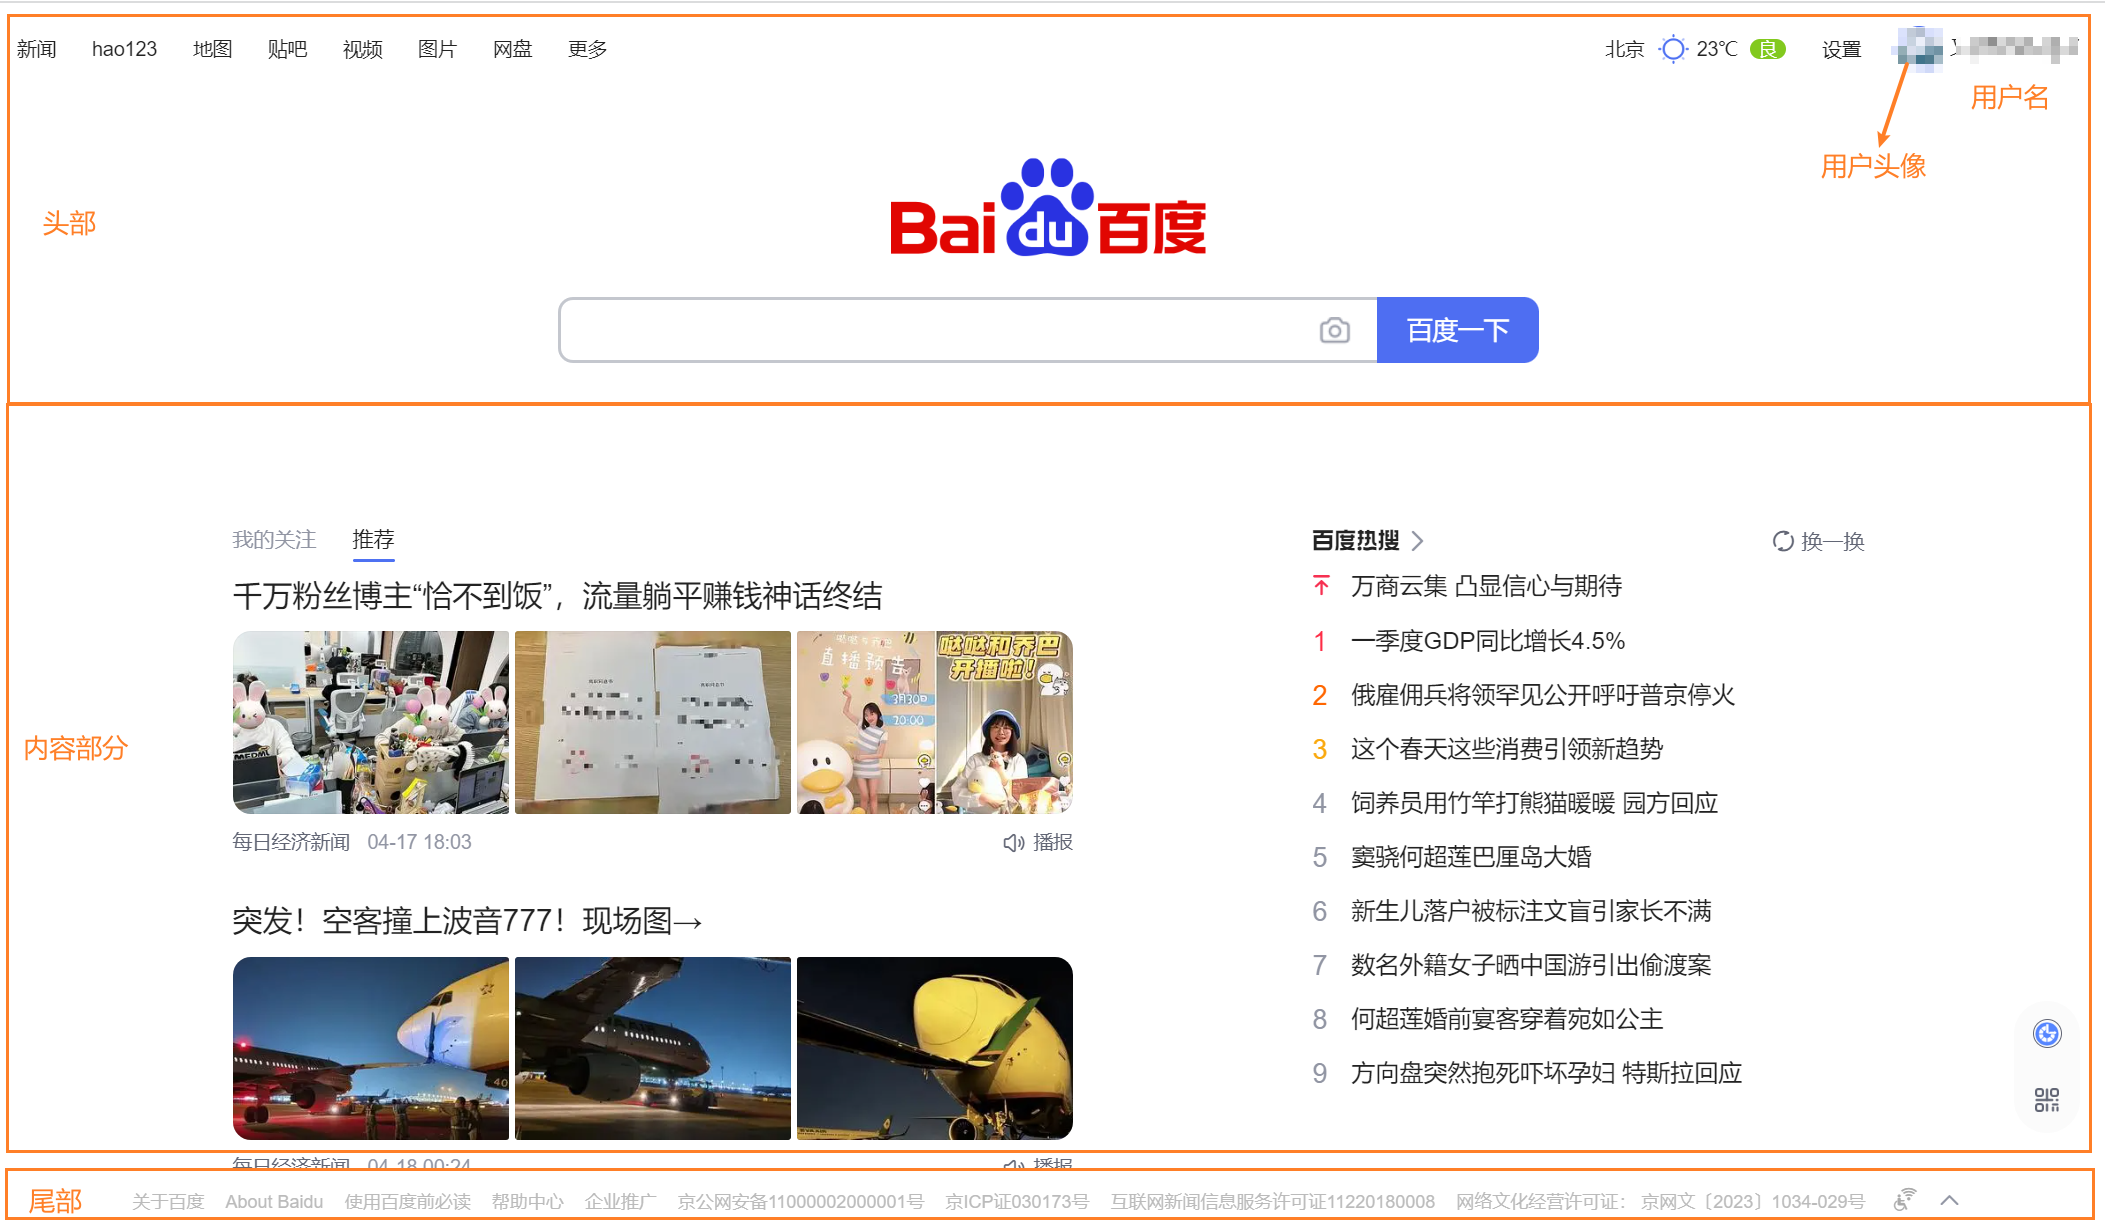 新闻 hao123 地图 贴吧 视频 图片 网盘 更多 北京 23℃ 良 设置
用户名
用户头像
头部
Bai du 百度
百度一下
内容部分
我的关注 推荐
千万粉丝博主“恰不到饭”，流量躺平赚钱神话终结
哒哒与乔巴
直播预告
3月30日
20:00
哒哒和乔巴
开播啦!
每日经济新闻 04-17 18:03 播报
突发！空客撞上波音777！现场图→
每日经济新闻 04-18 00:24 播报
百度热搜 换一换
万商云集 凸显信心与期待
1 一季度GDP同比增长4.5%
2 俄雇佣兵将领罕见公开呼吁普京停火
3 这个春天这些消费引领新趋势
4 饲养员用竹竿打熊猫暖暖 园方回应
5 窦骁何超莲巴厘岛大婚
6 新生儿落户被标注文盲引家长不满
7 数名外籍女子晒中国游引出偷渡案
8 何超莲婚前宴客穿着宛如公主
9 方向盘突然抱死吓坏孕妇 特斯拉回应
尾部
关于百度 About Baidu 使用百度前必读 帮助中心 企业推广 京公网安备11000002000001号 京ICP证030173号 互联网新闻信息服务许可证11220180008 网络文化经营许可证： 京网文〔2023〕1034-029号